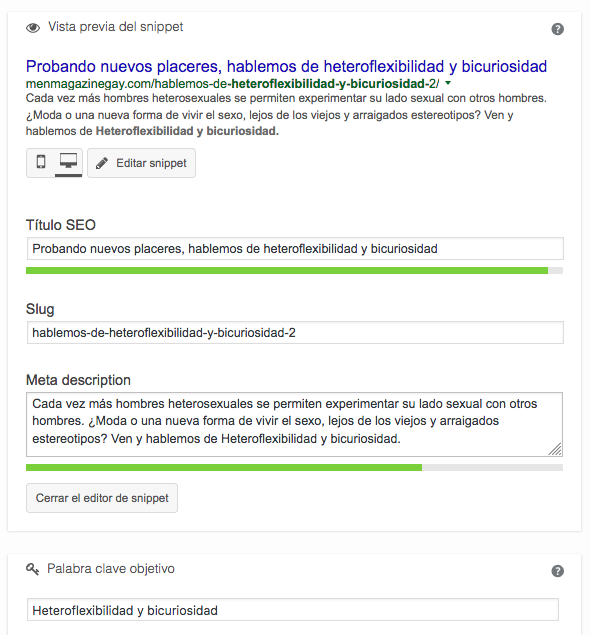 Vista previa del snippet
?
Probando nuevos placeres, hablemos de heteroflexibilidad y bicuriosidad
menmagazinegay.com/hablemos-de-heteroflexibilidad-y-bicuriosidad-2/
Cada vez más hombres heterosexuales se permiten experimentar su lado sexual con otros hombres.
¿Moda o una nueva forma de vivir el sexo, lejos de los viejos y arraigados estereotipos? Ven y
hablemos de Heteroflexibilidad y bicuriosidad.
Editar snippet
Título SEO
Probando nuevos placeres, hablemos de heteroflexibilidad y bicuriosidad
Slug
hablemos-de-heteroflexibilidad-y-bicuriosidad-2
Meta description
Cada vez más hombres heterosexuales se permiten experimentar su lado sexual con otros
hombres. ¿Moda o una nueva forma de vivir el sexo, lejos de los viejos y arraigados
estereotipos? Ven y hablemos de Heteroflexibilidad y bicuriosidad.
Cerrar el editor de snippet
Palabra clave objetivo
?
Heteroflexibilidad y bicuriosidad